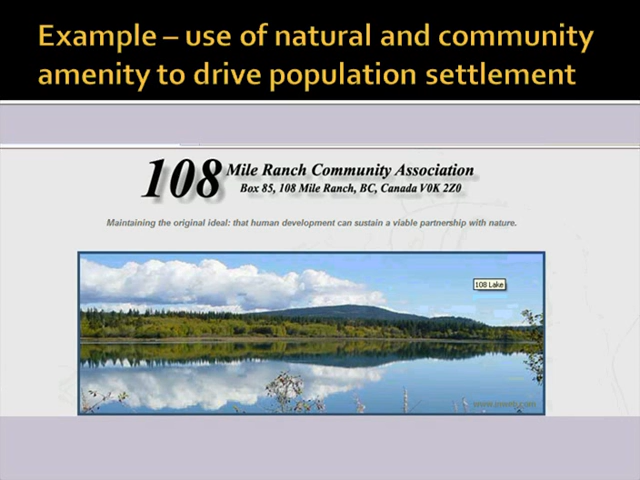 Example – use of natural and community
amenity to drive population settlement
108 Mile Ranch Community Association
Box 85, 108 Mile Ranch, BC, Canada V0K 2Z0
Maintaining the original ideal: that human development can sustain a viable partnership with nature.
108 Lake